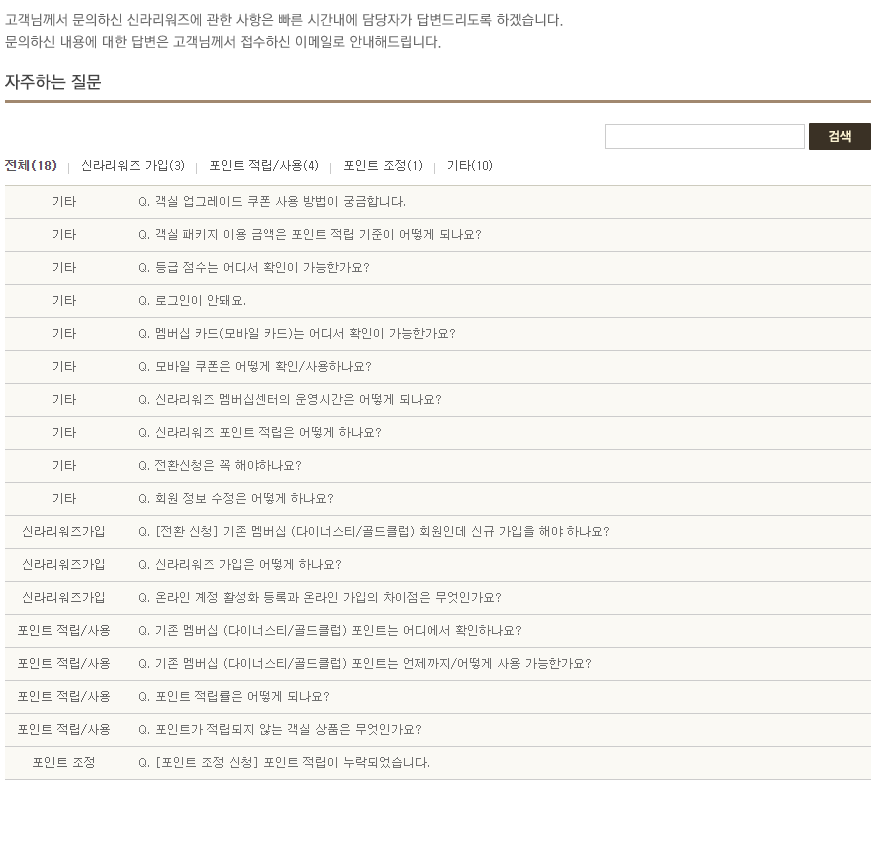 고객님께서 문의하신 신라리워즈에 관한 사항은 빠른 시간내에 담당자가 답변드리도록 하겠습니다.
문의하신 내용에 대한 답변은 고객님께서 접수하신 이메일로 안내해드립니다.
자주하는 질문
검색
전체(18) | 신라리워즈 가입(3) | 포인트 적립/사용(4) | 포인트 조정(1) | 기타(10)
기타 Q. 객실 업그레이드 쿠폰 사용 방법이 궁금합니다.
기타 Q. 객실 패키지 이용 금액은 포인트 적립 기준이 어떻게 되나요?
기타 Q. 등급 점수는 어디서 확인이 가능한가요?
기타 Q. 로그인이 안돼요.
기타 Q. 멤버십 카드(모바일 카드)는 어디서 확인이 가능한가요?
기타 Q. 모바일 쿠폰은 어떻게 확인/사용하나요?
기타 Q. 신라리워즈 멤버십센터의 운영시간은 어떻게 되나요?
기타 Q. 신라리워즈 포인트 적립은 어떻게 하나요?
기타 Q. 전환신청은 꼭 해야하나요?
기타 Q. 회원 정보 수정은 어떻게 하나요?
신라리워즈가입 Q. [전환 신청] 기존 멤버십 (다이너스티/골드클럽) 회원인데 신규 가입을 해야 하나요?
신라리워즈가입 Q. 신라리워즈 가입은 어떻게 하나요?
신라리워즈가입 Q. 온라인 계정 활성화 등록과 온라인 가입의 차이점은 무엇인가요?
포인트 적립/사용 Q. 기존 멤버십 (다이너스티/골드클럽) 포인트는 어디에서 확인하나요?
포인트 적립/사용 Q. 기존 멤버십 (다이너스티/골드클럽) 포인트는 언제까지/어떻게 사용 가능한가요?
포인트 적립/사용 Q. 포인트 적립률은 어떻게 되나요?
포인트 적립/사용 Q. 포인트가 적립되지 않는 객실 상품은 무엇인가요?
포인트 조정 Q. [포인트 조정 신청] 포인트 적립이 누락되었습니다.